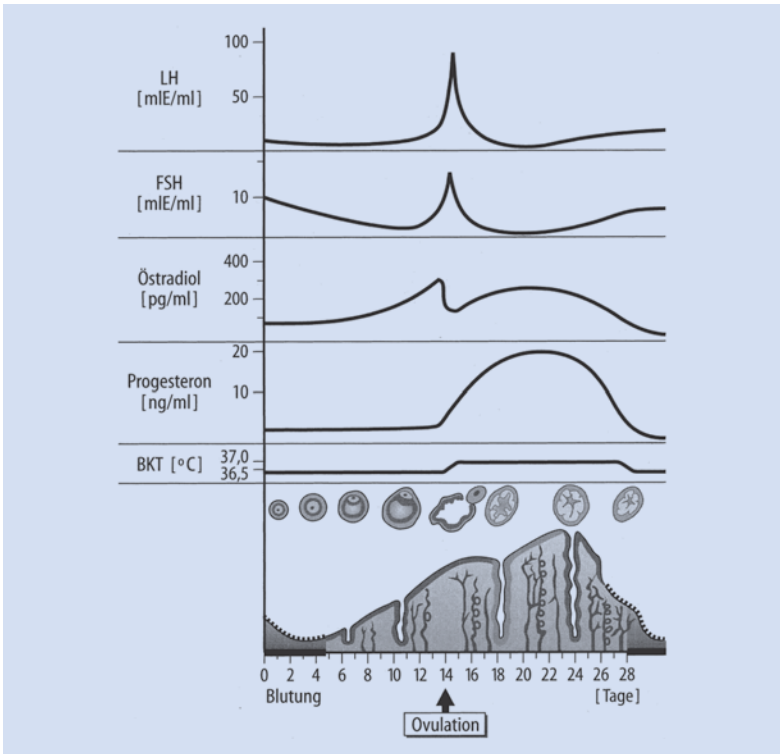 100
LH
[mlE/ml]
50
FSH
[mlE/ml]
10
400
Östradiol
[pg/ml]
200
20
Progesteron
[ng/ml]
10
BKT [°C]
37,0
36,5
0 2 4 6 8 10 12 14 16 18 20 22 24 26 28
Blutung
[Tage]
Ovulation